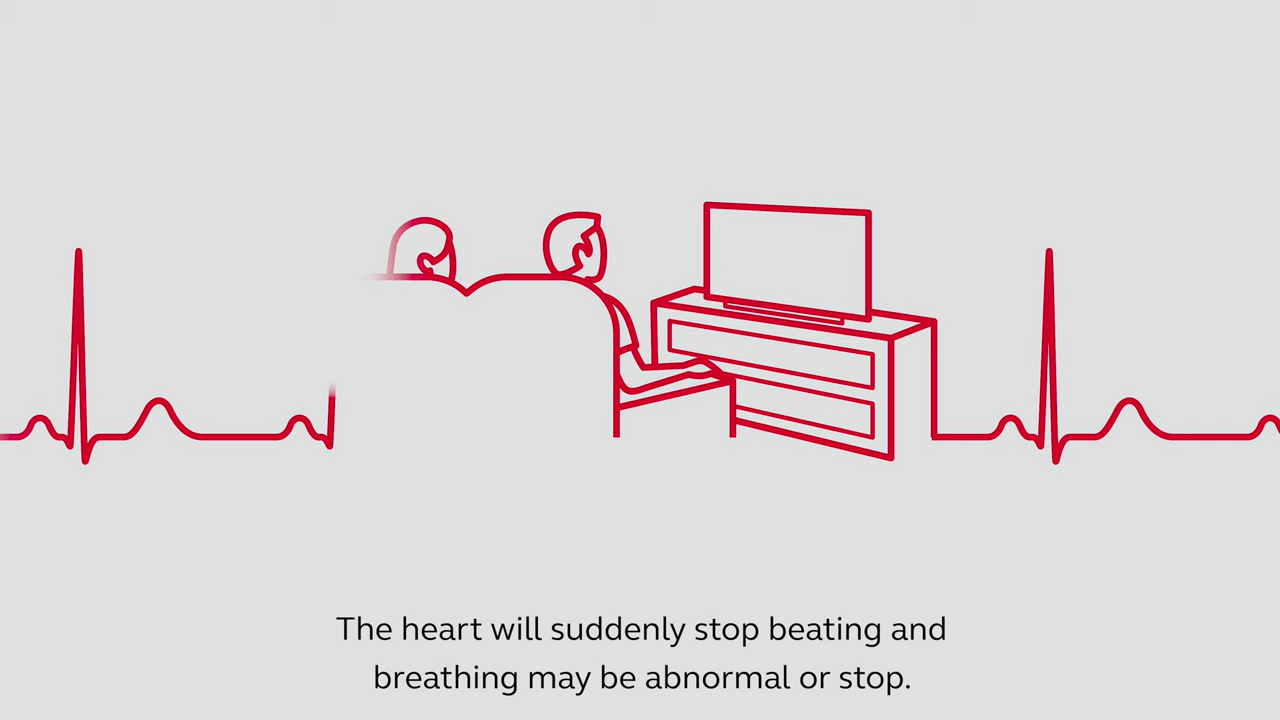 The heart will suddenly stop beating and
breathing may be abnormal or stop.